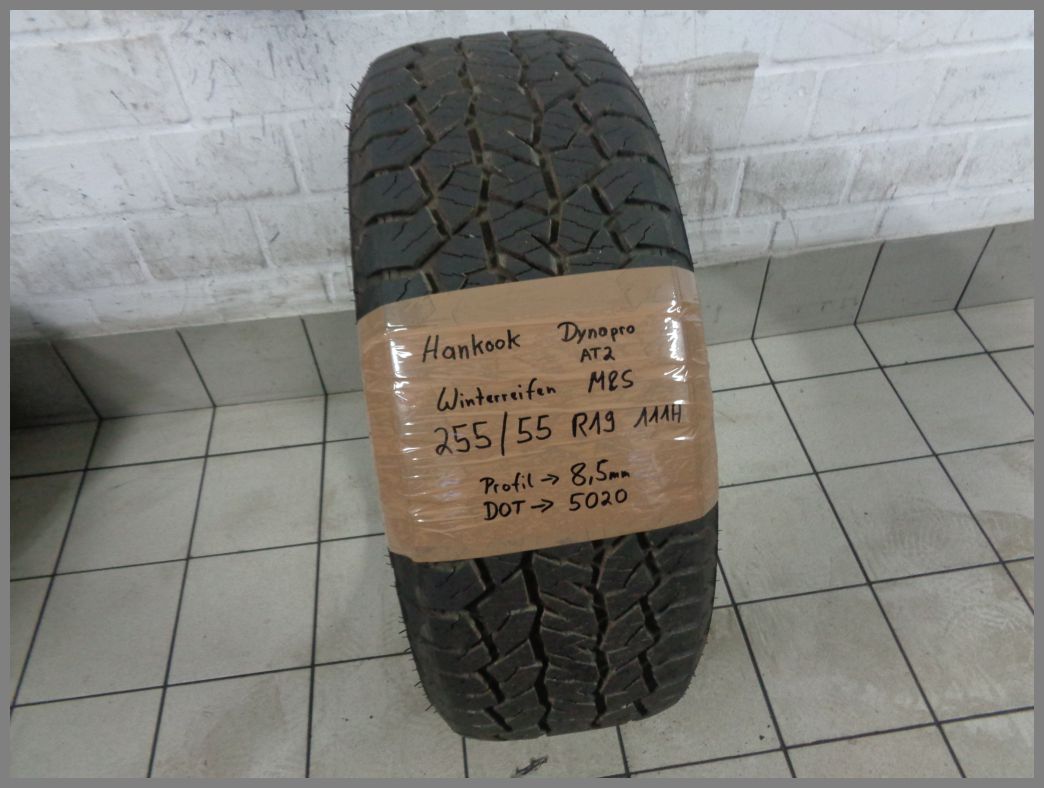 Hankook Dynapro
AT2
Winterreifen M&S
255/55 R19 111H
Profil → 8,5mm
DOT → 5020